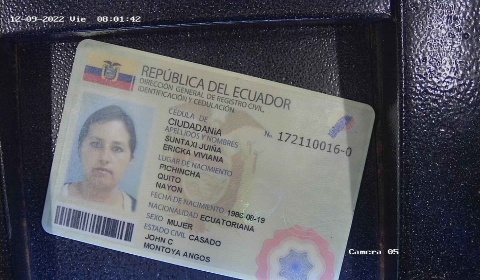 12-09-2022 Vie 08:01:42
REPÚBLICA DEL ECUADOR
DIRECCIÓN GENERAL DE REGISTRO CIVIL,
IDENTIFICACIÓN Y CEDULACIÓN
CÉDULA DE
CIUDADANÍA
No. 172110016-0
APELLIDOS Y NOMBRES
SUNTAXI JUIÑA
ERICKA VIVIANA
LUGAR DE NACIMIENTO
PICHINCHA
QUITO
NAYON
FECHA DE NACIMIENTO 1986-08-19
NACIONALIDAD ECUATORIANA
SEXO MUJER
ESTADO CIVIL CASADO
JOHN C
MONTOYA ANGOS
Camera 05